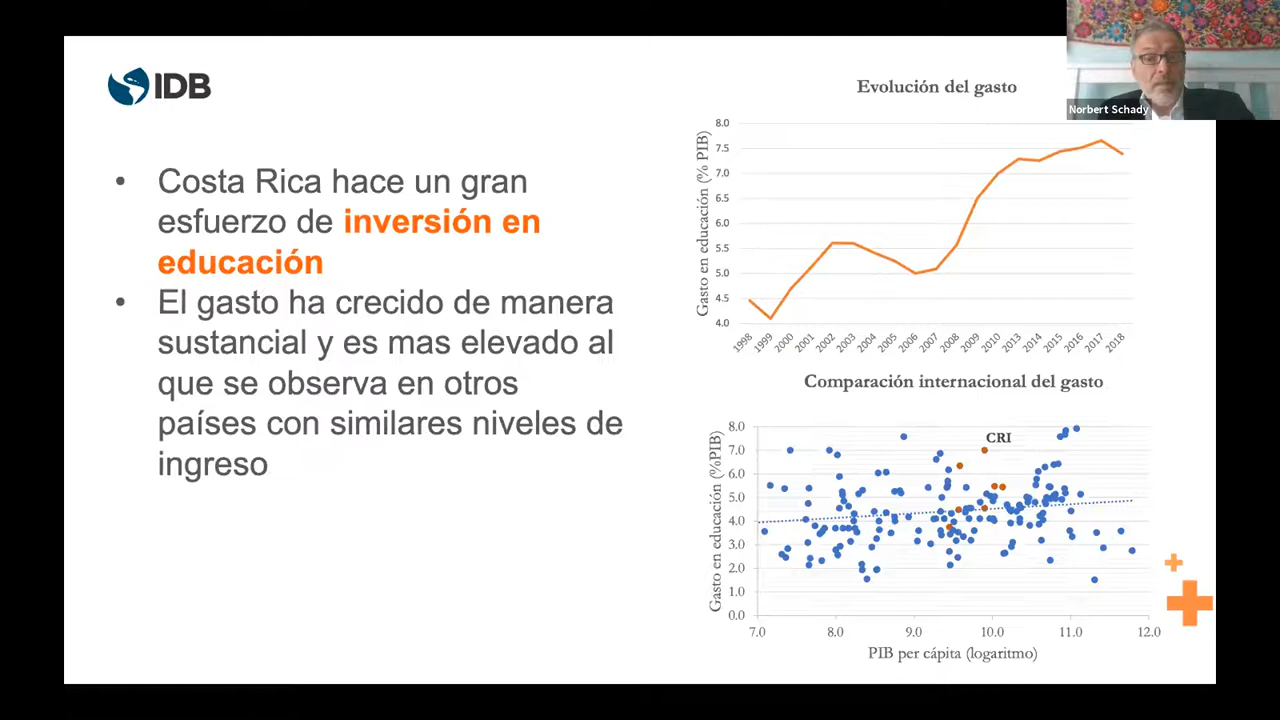 IDB
Costa Rica hace un gran
esfuerzo de inversión en
educación
El gasto ha crecido de manera
sustancial y es mas elevado al
que se observa en otros
países con similares niveles de
ingreso
Evolución del gasto
Gasto en educación (% PIB)
8.0
7.5
7.0
6.5
6.0
5.5
5.0
4.5
4.0
1998 1999 2000 2001 2002 2003 2004 2005 2006 2007 2008 2009 2010 2013 2014 2015 2016 2017 2018
Comparación internacional del gasto
Gasto en educación (%PIB)
8.0
7.0
6.0
5.0
4.0
3.0
2.0
1.0
0.0
CRI
7.0 8.0 9.0 10.0 11.0 12.0
PIB per cápita (logaritmo)
Norbert Schady